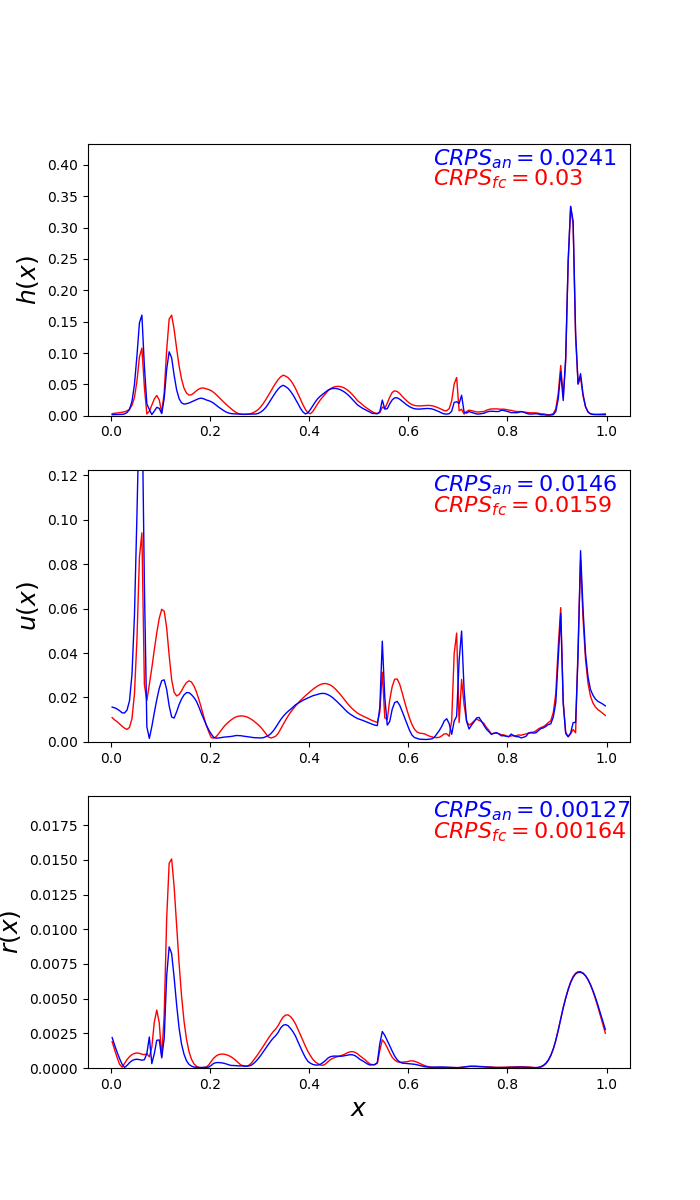 CRPS_an = 0.0241
CRPS_fc = 0.03
0.40
0.35
0.30
0.25
0.20
0.15
0.10
0.05
0.00
h(x)
0.0 0.2 0.4 0.6 0.8 1.0
CRPS_an = 0.0146
CRPS_fc = 0.0159
0.12
0.10
0.08
0.06
0.04
0.02
0.00
u(x)
0.0 0.2 0.4 0.6 0.8 1.0
CRPS_an = 0.00127
CRPS_fc = 0.00164
0.0175
0.0150
0.0125
0.0100
0.0075
0.0050
0.0025
0.0000
r(x)
0.0 0.2 0.4 0.6 0.8 1.0
x